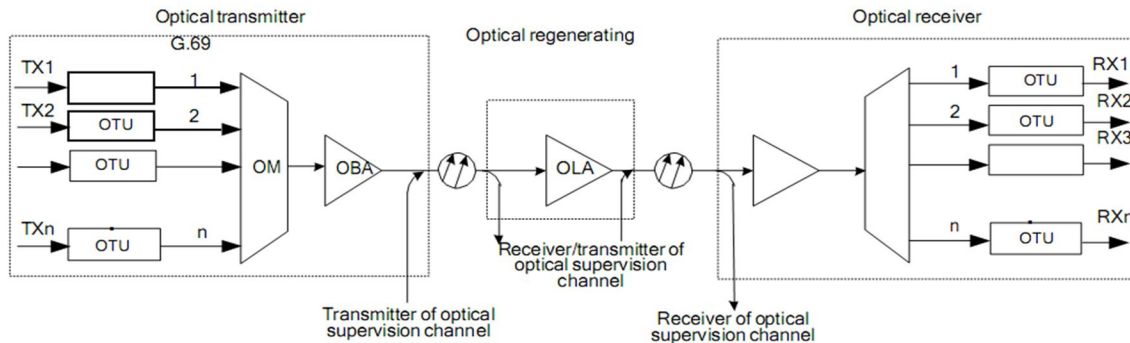 Optical transmitter
G.69
Optical regenerating
Optical receiver
TX1
1
TX2
OTU
2
OTU
TXn
OTU
n
OM
OBA
OLA
1
OTU
RX1
2
OTU
RX2
RX3
n
OTU
RXn
Transmitter of optical
supervision channel
Receiver/transmitter of
optical supervision
channel
Receiver of optical
supervision channel